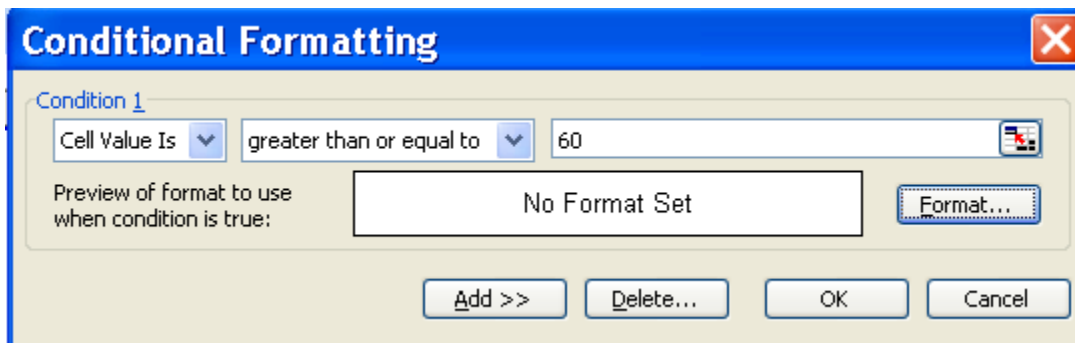 Conditional Formatting
Condition 1
Cell Value Is greater than or equal to 60
Preview of format to use
when condition is true:
No Format Set
Format...
Add >> Delete... OK Cancel